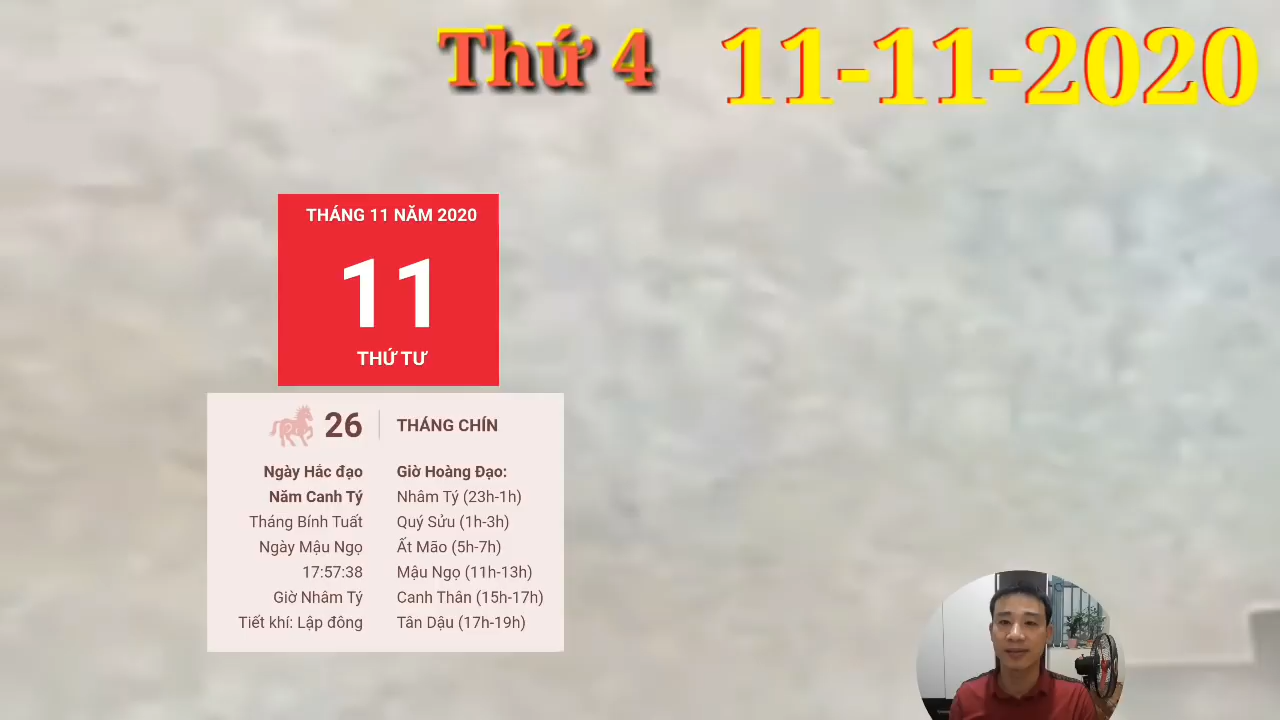 Thứ 4 11-11-2020
THÁNG 11 NĂM 2020
11
THỨ TƯ
26 THÁNG CHÍN
Ngày Hắc đạo
Năm Canh Tý
Tháng Bính Tuất
Ngày Mậu Ngọ
17:57:38
Giờ Nhâm Tý
Tiết khí: Lập đông
Giờ Hoàng Đạo:
Nhâm Tý (23h-1h)
Quý Sửu (1h-3h)
Ất Mão (5h-7h)
Mậu Ngọ (11h-13h)
Canh Thân (15h-17h)
Tân Dậu (17h-19h)